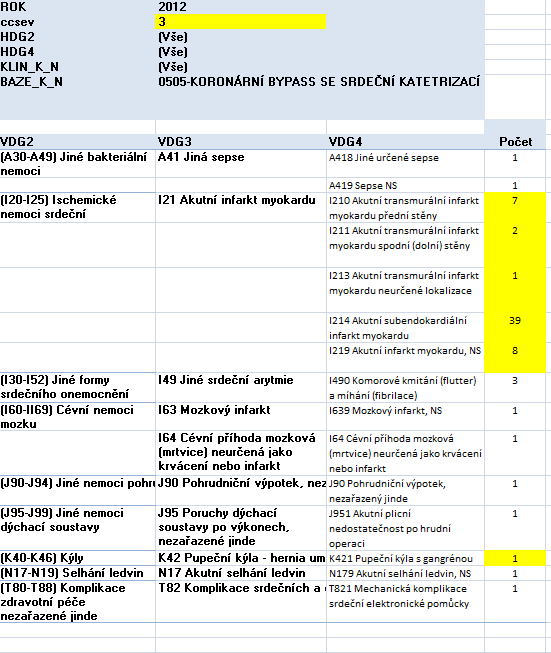 ROK 2012
ccsev 3
HDG2 (Vše)
HDG4 (Vše)
KLIN_K_N (Vše)
BAZE_K_N 0505-KORONÁRNÍ BYPASS SE SRDEČNÍ KATETRIZACÍ
VDG2 VDG3 VDG4 Počet
(A30-A49) Jiné bakteriální A41 Jiná sepse A418 Jiné určené sepse 1
nemoci
A419 Sepse NS 1
(I20-I25) Ischemické I21 Akutní infarkt myokardu I210 Akutní transmurální infarkt 7
nemoci srdeční myokardu přední stěny
I211 Akutní transmurální infarkt 2
myokardu spodní (dolní) stěny
I213 Akutní transmurální infarkt 1
myokardu neurčené lokalizace
I214 Akutní subendokardiální 39
infarkt myokardu
I219 Akutní infarkt myokardu, NS 8
(I30-I52) Jiné formy I49 Jiné srdeční arytmie I490 Komorové kmitání (flutter) 3
srdečního onemocnění a míhání (fibrilace)
(I60-II69) Cévní nemoci I63 Mozkový infarkt I639 Mozkový infarkt, NS 1
mozku
I64 Cévní příhoda mozková I64 Cévní příhoda mozková 1
(mrtvice) neurčená jako (mrtvice) neurčená jako krvácení
krvácení nebo infarkt nebo infarkt
(J90-J94) Jiné nemoci pohru J90 Pohrudniční výpotek, nez J90 Pohrudniční výpotek, 1
nezařazený jinde
(J95-J99) Jiné nemoci J95 Poruchy dýchací J951 Akutní plicní 1
dýchací soustavy soustavy po výkonech, nedostatečnost po hrudní
nezařazené jinde operaci
(K40-K46) Kýly K42 Pupeční kýla - hernia um K421 Pupeční kýla s gangrénou 1
(N17-N19) Selhání ledvin N17 Akutní selhání ledvin N179 Akutní selhání ledvin, NS 1
(T80-T88) Komplikace T82 Komplikace srdečních a T821 Mechanická komplikace 1
zdravotní péče srdeční elektronické pomůcky
nezařazené jinde